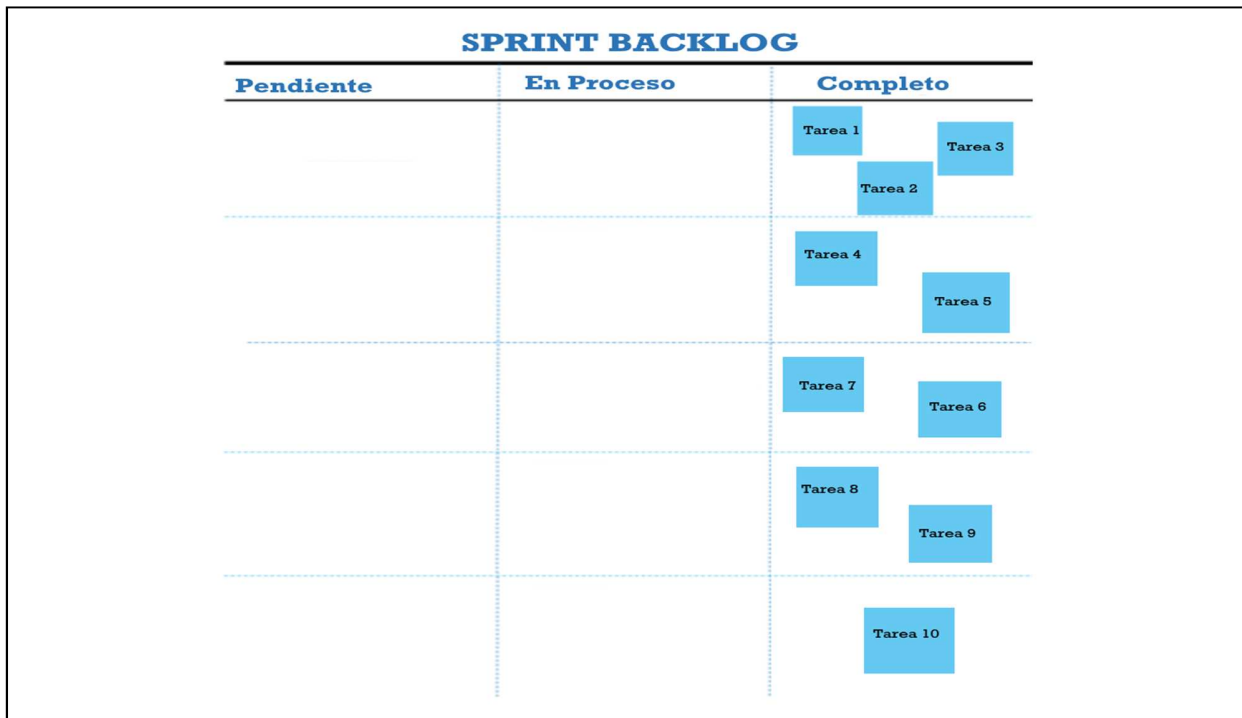 SPRINT BACKLOG
Pendiente
En Proceso
Completo
Tarea 1
Tarea 3
Tarea 2
Tarea 4
Tarea 5
Tarea 7
Tarea 6
Tarea 8
Tarea 9
Tarea 10